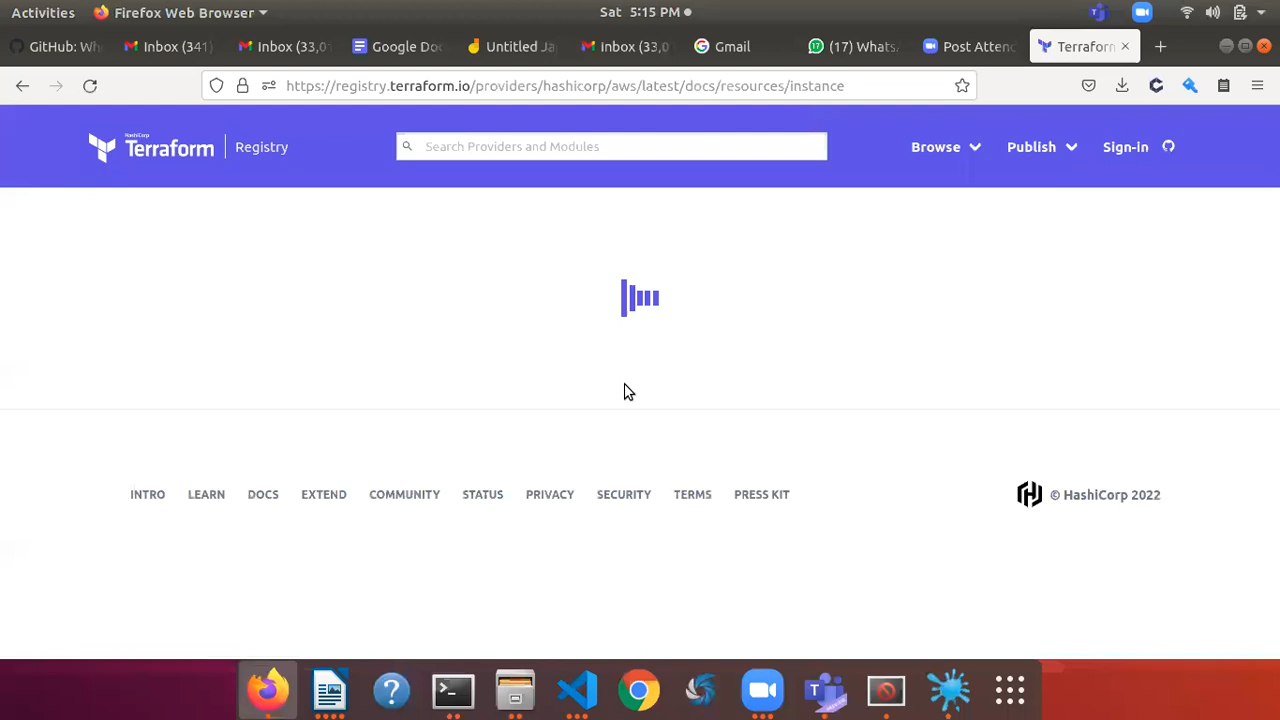 Activities Firefox Web Browser Sat 5:15 PM
GitHub: Wh Inbox (341) Inbox (33,0 Google Doc Untitled Ja Inbox (33,0 Gmail (17) Whats Post Atten Terraform
https://registry.terraform.io/providers/hashicorp/aws/latest/docs/resources/instance
HashiCorp
Terraform Registry Search Providers and Modules Browse Publish Sign-in
INTRO LEARN DOCS EXTEND COMMUNITY STATUS PRIVACY SECURITY TERMS PRESS KIT © HashiCorp 2022